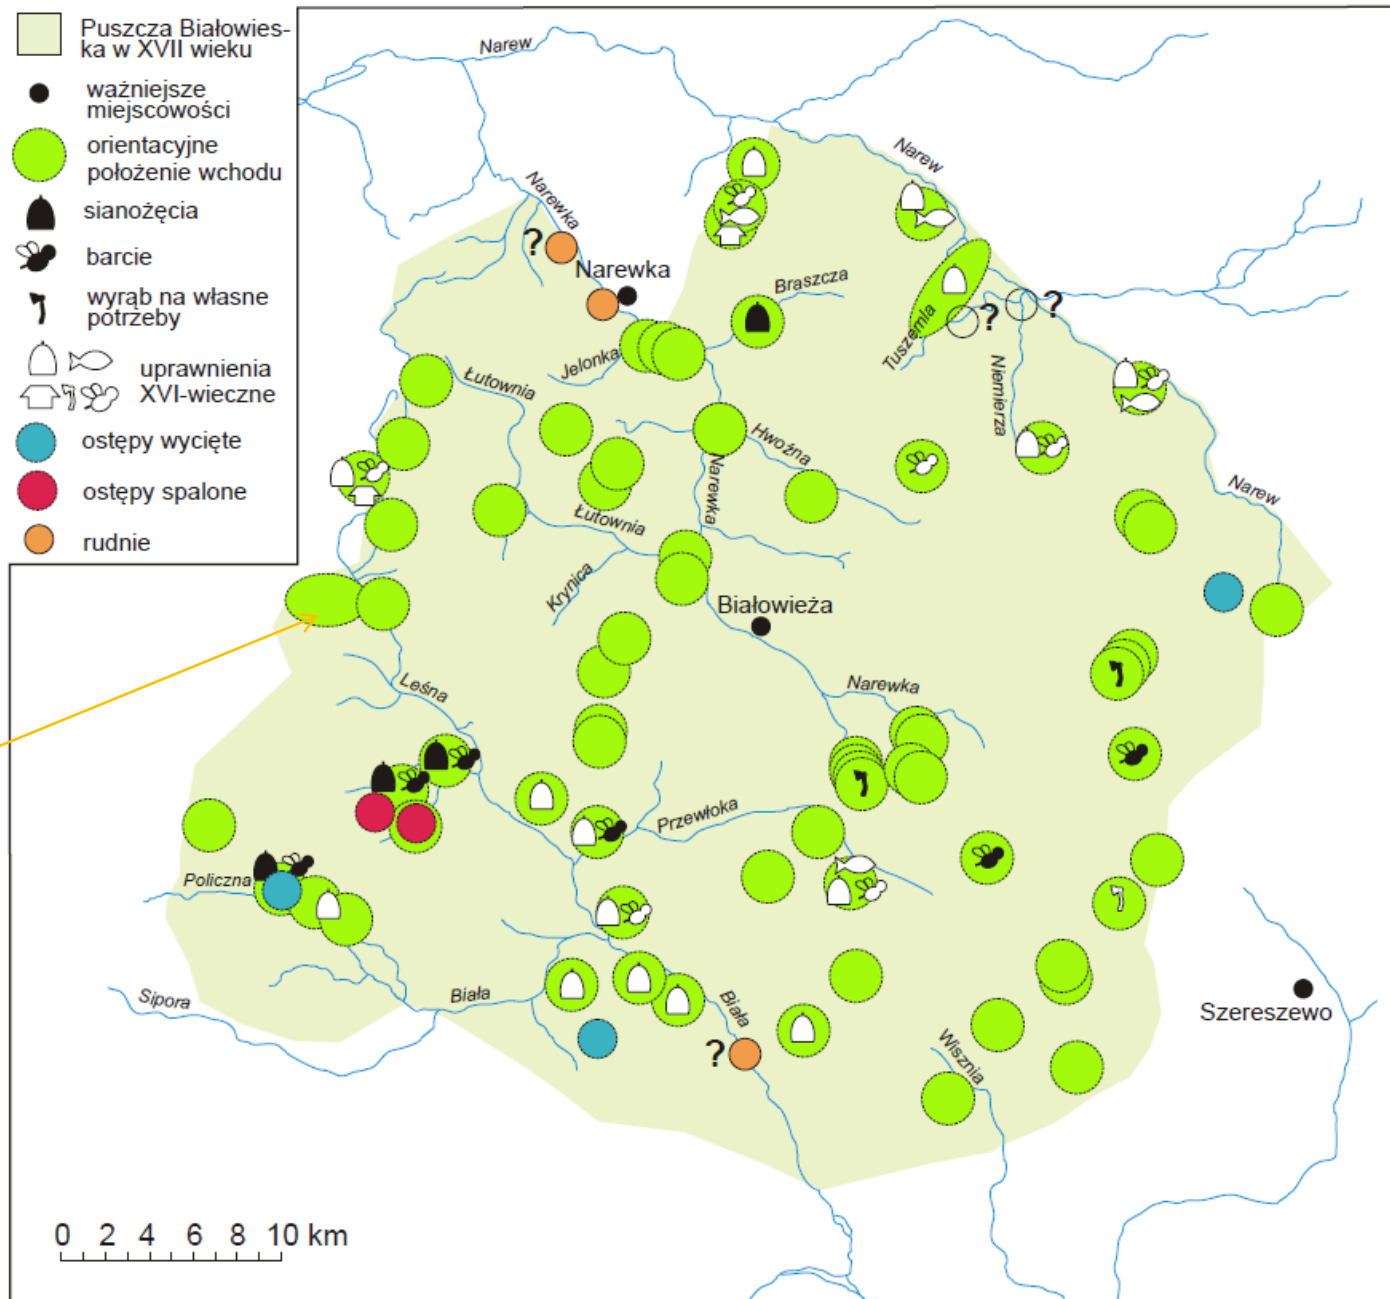 Puszcza Białowies-
ka w XVII wieku
ważniejsze
miejscowości
orientacyjne
położenie wchodu
sianożęcia
barcie
wyrąb na własne
potrzeby
uprawnienia
XVI-wieczne
ostępy wycięte
ostępy spalone
rudnie
Narew
Narew
Narewka
?
Narewka
Braszcza
Tuszemla
?
?
Jelonka
Łutownia
Niemierza
Hwoźna
Narewka
Narew
Łutownia
Krynica
Białowieża
Leśna
Narewka
Przewłoka
Policzna
Sipora
Biała
Biała
?
Wisznia
Szereszewo
0 2 4 6 8 10 km